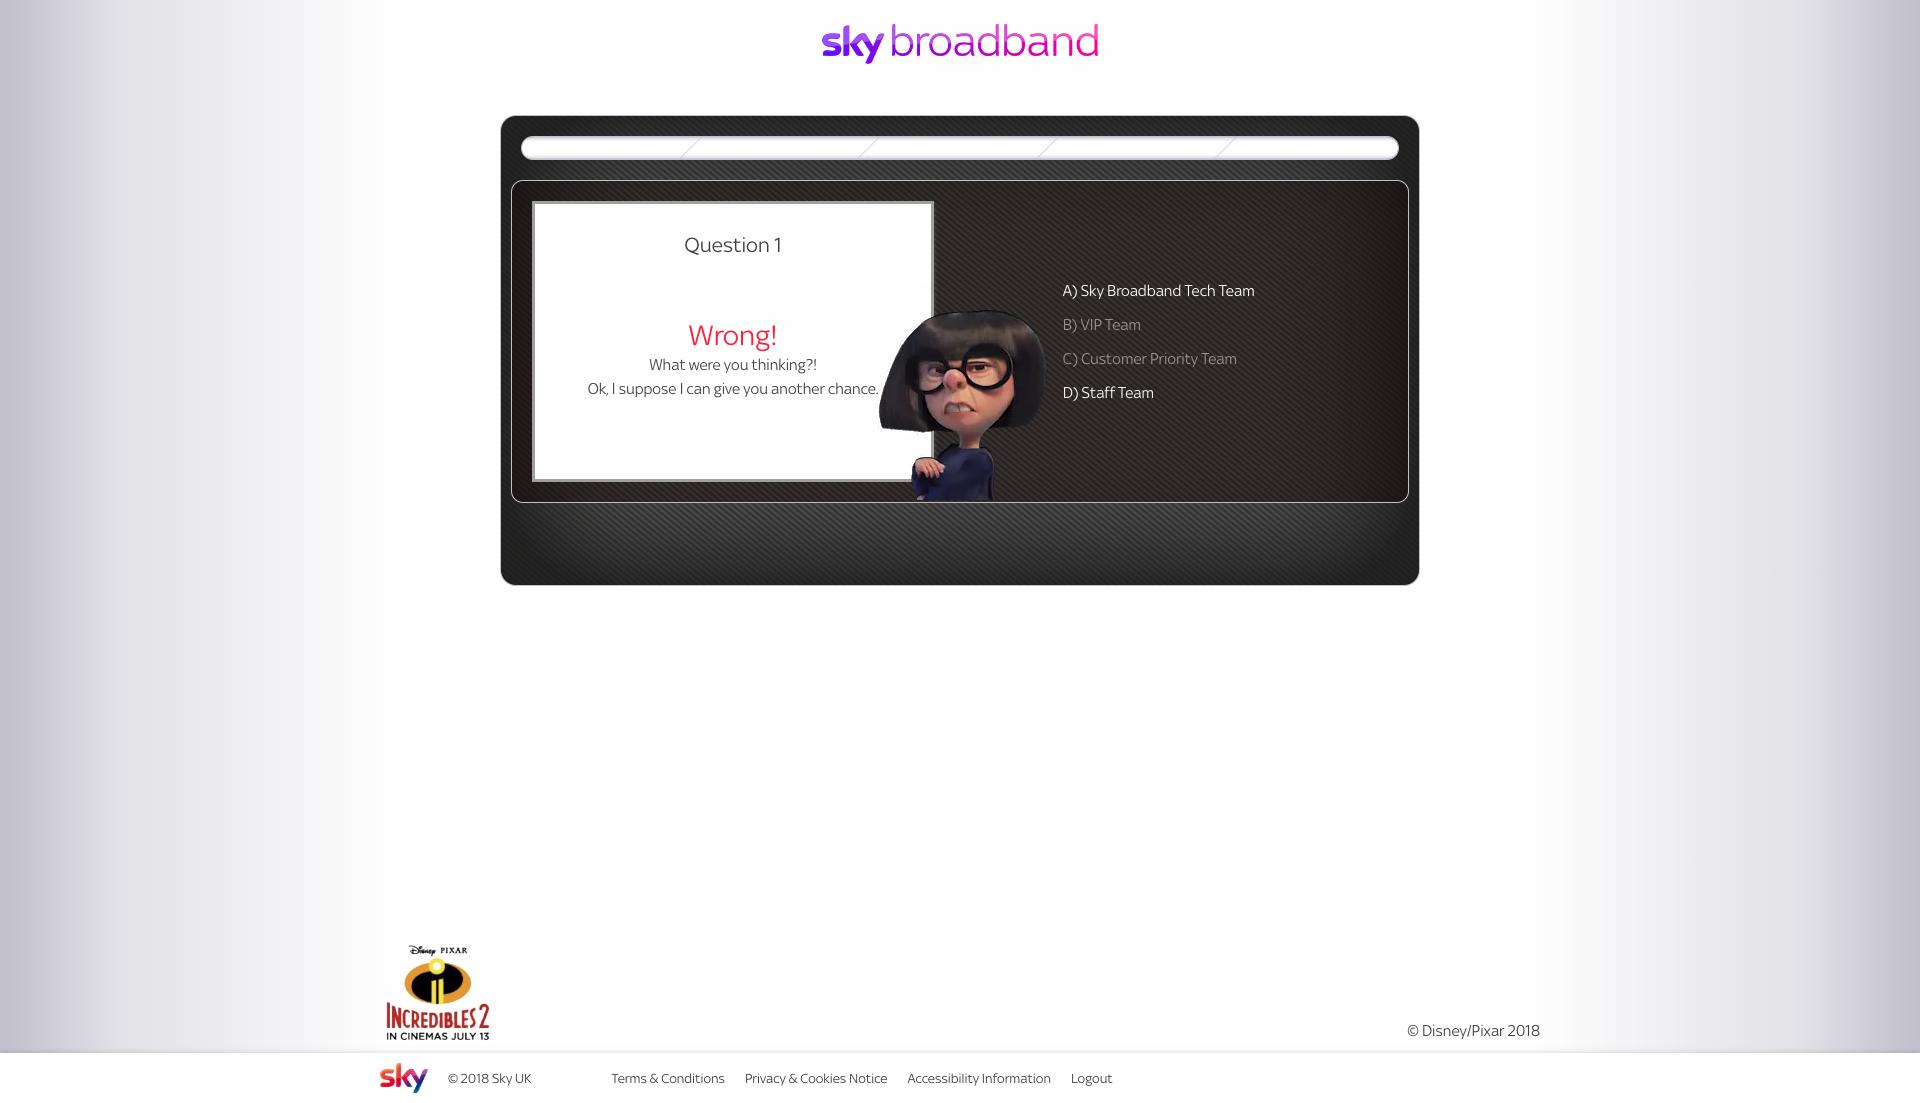 sky broadband
Question 1
Wrong!
What were you thinking?!
Ok, I suppose I can give you another chance.
A) Sky Broadband Tech Team
B) VIP Team
C) Customer Priority Team
D) Staff Team
Disney PIXAR
INCREDIBLES 2
IN CINEMAS JULY 13
© Disney/Pixar 2018
sky
© 2018 Sky UK
Terms & Conditions
Privacy & Cookies Notice
Accessibility Information
Logout